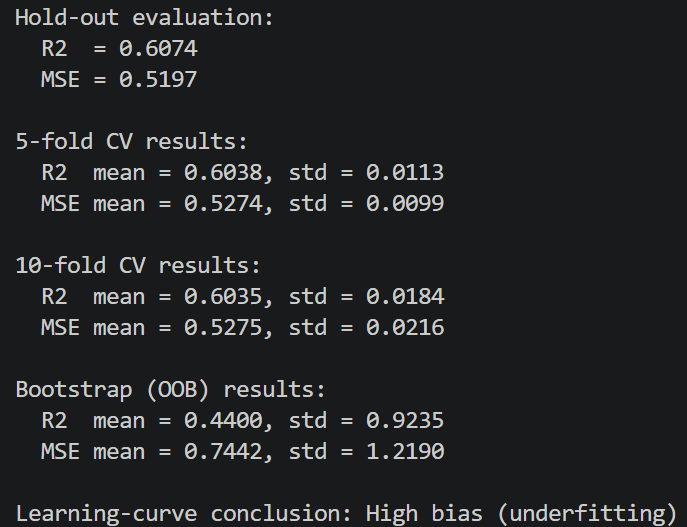 Hold-out evaluation:
  R2  = 0.6074
  MSE = 0.5197
5-fold CV results:
  R2  mean = 0.6038, std = 0.0113
  MSE mean = 0.5274, std = 0.0099
10-fold CV results:
  R2  mean = 0.6035, std = 0.0184
  MSE mean = 0.5275, std = 0.0216
Bootstrap (OOB) results:
  R2  mean = 0.4400, std = 0.9235
  MSE mean = 0.7442, std = 1.2190
Learning-curve conclusion: High bias (underfitting)